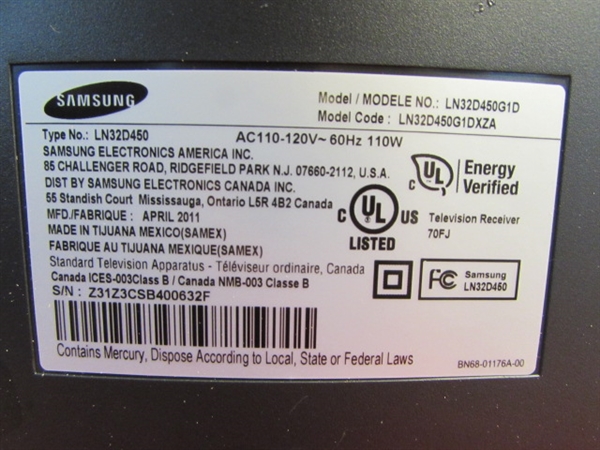 SAMSUNG
Model / MODELE NO.: LN32D450G1D
Model Code : LN32D450G1DXZA
Type No.: LN32D450
AC110-120V~ 60Hz 110W
SAMSUNG ELECTRONICS AMERICA INC.
85 CHALLENGER ROAD, RIDGEFIELD PARK N.J. 07660-2112, U.S.A.
DIST BY SAMSUNG ELECTRONICS CANADA INC.
55 Standish Court Mississauga, Ontario L5R 4B2 Canada
MFD/FABRIQUE : APRIL 2011
MADE IN TIJUANA MEXICO(SAMEX)
FABRIQUE AU TIJUANA MEXIQUE(SAMEX)
Standard Television Apparatus - Téléviseur ordinaire, Canada
Canada ICES-003Class B / Canada NMB-003 Classe B
S/N : Z31Z3CSB400632F
C UL Energy Verified
C UL US LISTED
Television Receiver
70FJ
FC Samsung
LN32D450
Contains Mercury, Dispose According to Local, State or Federal Laws
BN68-01176A-00